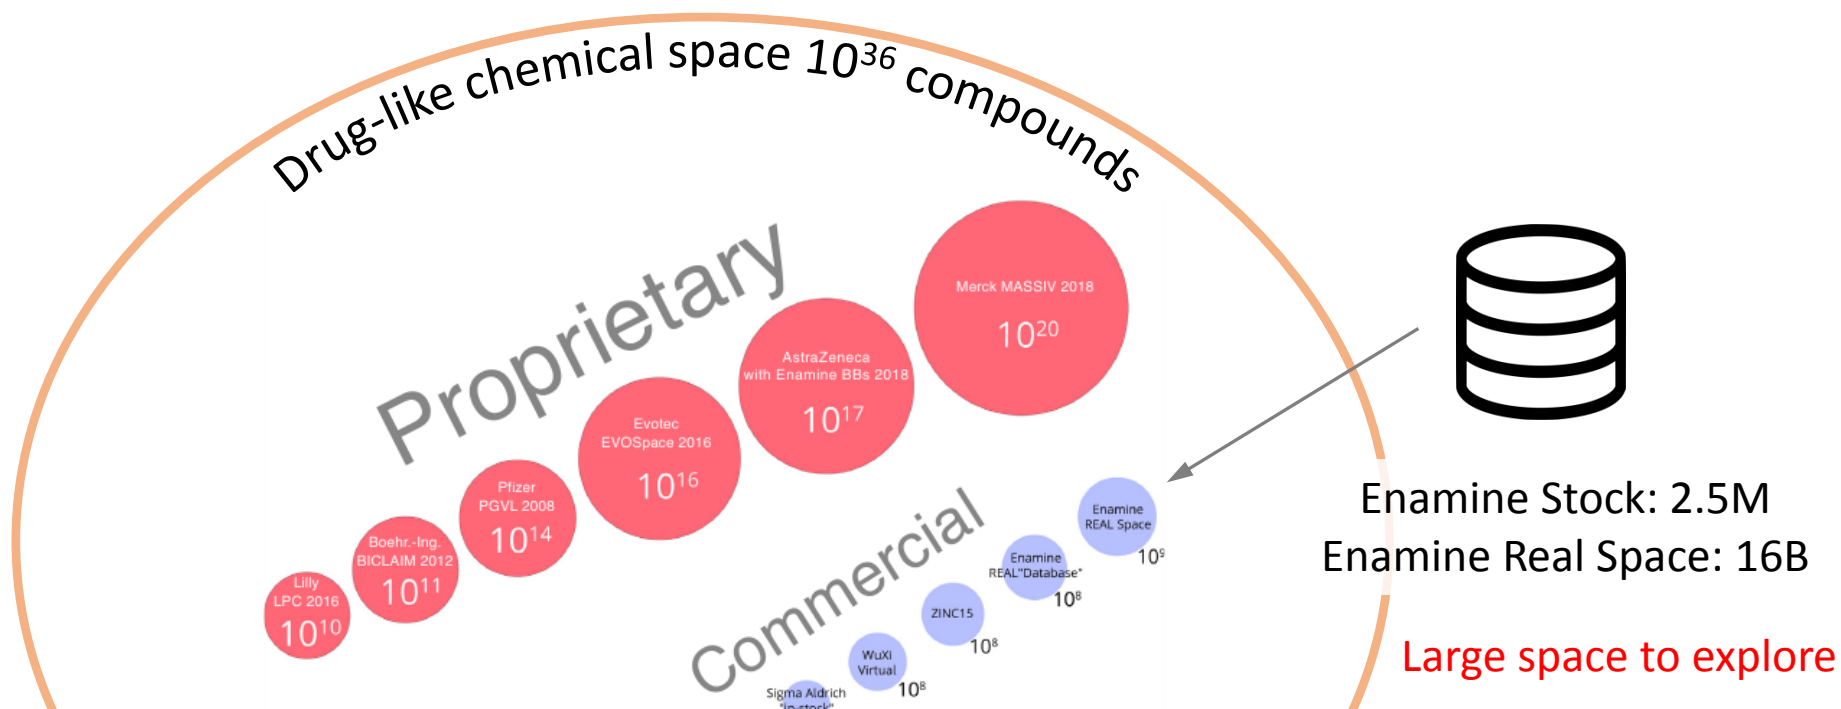 Drug-like chemical space 10³⁶ compounds
Proprietary
Merck MASSIV 2018
10²⁰
AstraZeneca
with Enamine BBs 2018
10¹⁷
Evotec
EVOSpace 2016
10¹⁶
Pfizer
PGVL 2008
10¹⁴
Boehr.-Ing.
BICLAIM 2012
10¹¹
Lilly
LPC 2016
10¹⁰
Commercial
Enamine
REAL Space
10⁹
Enamine
REAL"Database"
10⁸
ZINC15
10⁸
WuXi
Virtual
10⁸
Sigma Aldrich
"in-stock"
Enamine Stock: 2.5M
Enamine Real Space: 16B
Large space to explore